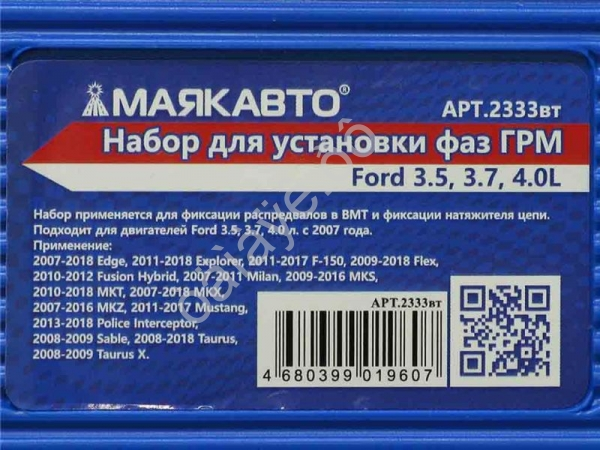 МАЯКАВТО®
АРТ.2333вт
Набор для установки фаз ГРМ
Ford 3.5, 3.7, 4.0L
Набор применяется для фиксации распредвалов в ВМТ и фиксации натяжителя цепи.
Подходит для двигателей Ford 3.5, 3.7, 4.0 л. с 2007 года.
Применение:
2007-2018 Edge, 2011-2018 Explorer, 2011-2017 F-150, 2009-2018 Flex,
2010-2012 Fusion Hybrid, 2007-2011 Milan, 2009-2016 MKS,
2010-2018 MKT, 2007-2018 MKX,
2007-2016 MKZ, 2011-2017 Mustang,
2013-2018 Police Interceptor,
2008-2009 Sable, 2008-2018 Taurus,
2008-2009 Taurus X.
АРТ.2333вт
4 680399 019607